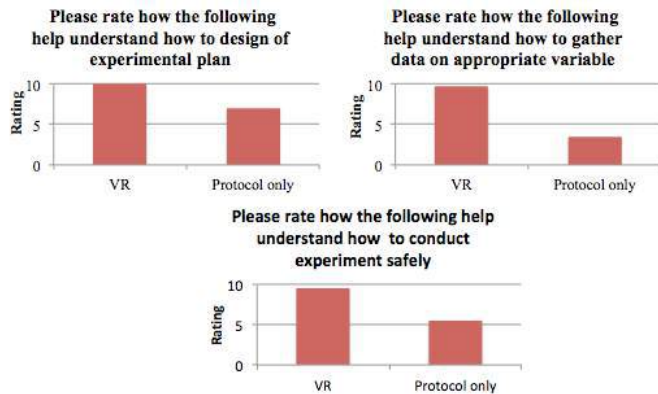 Please rate how the following
help understand how to design of
experimental plan
10
5
0
Rating
VR
Protocol only
Please rate how the following
help understand how to gather
data on appropriate variable
10
5
0
Rating
VR
Protocol only
Please rate how the following help
understand how to conduct
experiment safely
10
5
0
Rating
VR
Protocol only